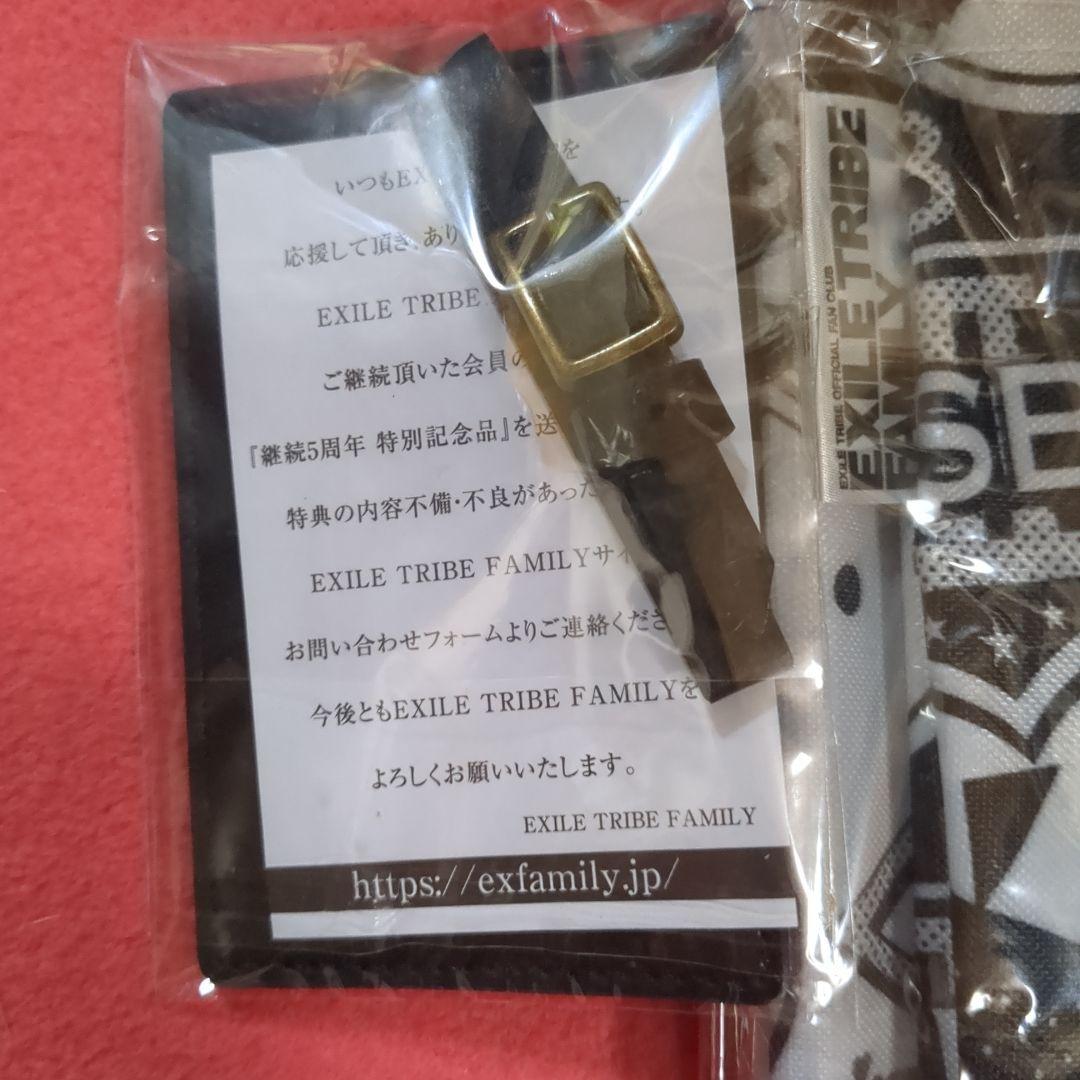 いつもEX を
応援して頂き、あり す。
EXILE TRIBE
ご継続頂いた会員の
『継続5周年 特別記念品』を送
特典の内容不備・不良があった
EXILE TRIBE FAMILYサイ
お問い合わせフォームよりご連絡くださ
今後ともEXILE TRIBE FAMILYを
よろしくお願いいたします。
EXILE TRIBE FAMILY
https://exfamily.jp/
EXILE TRIBE OFFICIAL FAN CLUB
EXILE TRIBE
FAMILY
SE